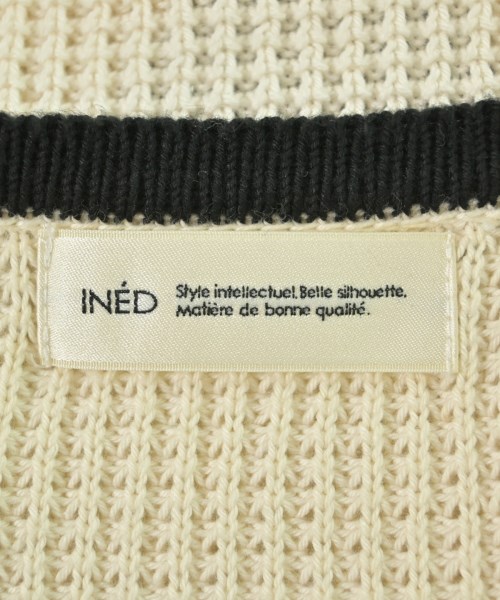 INÉD
Style intellectuel. Belle silhouette.
Matière de bonne qualité.